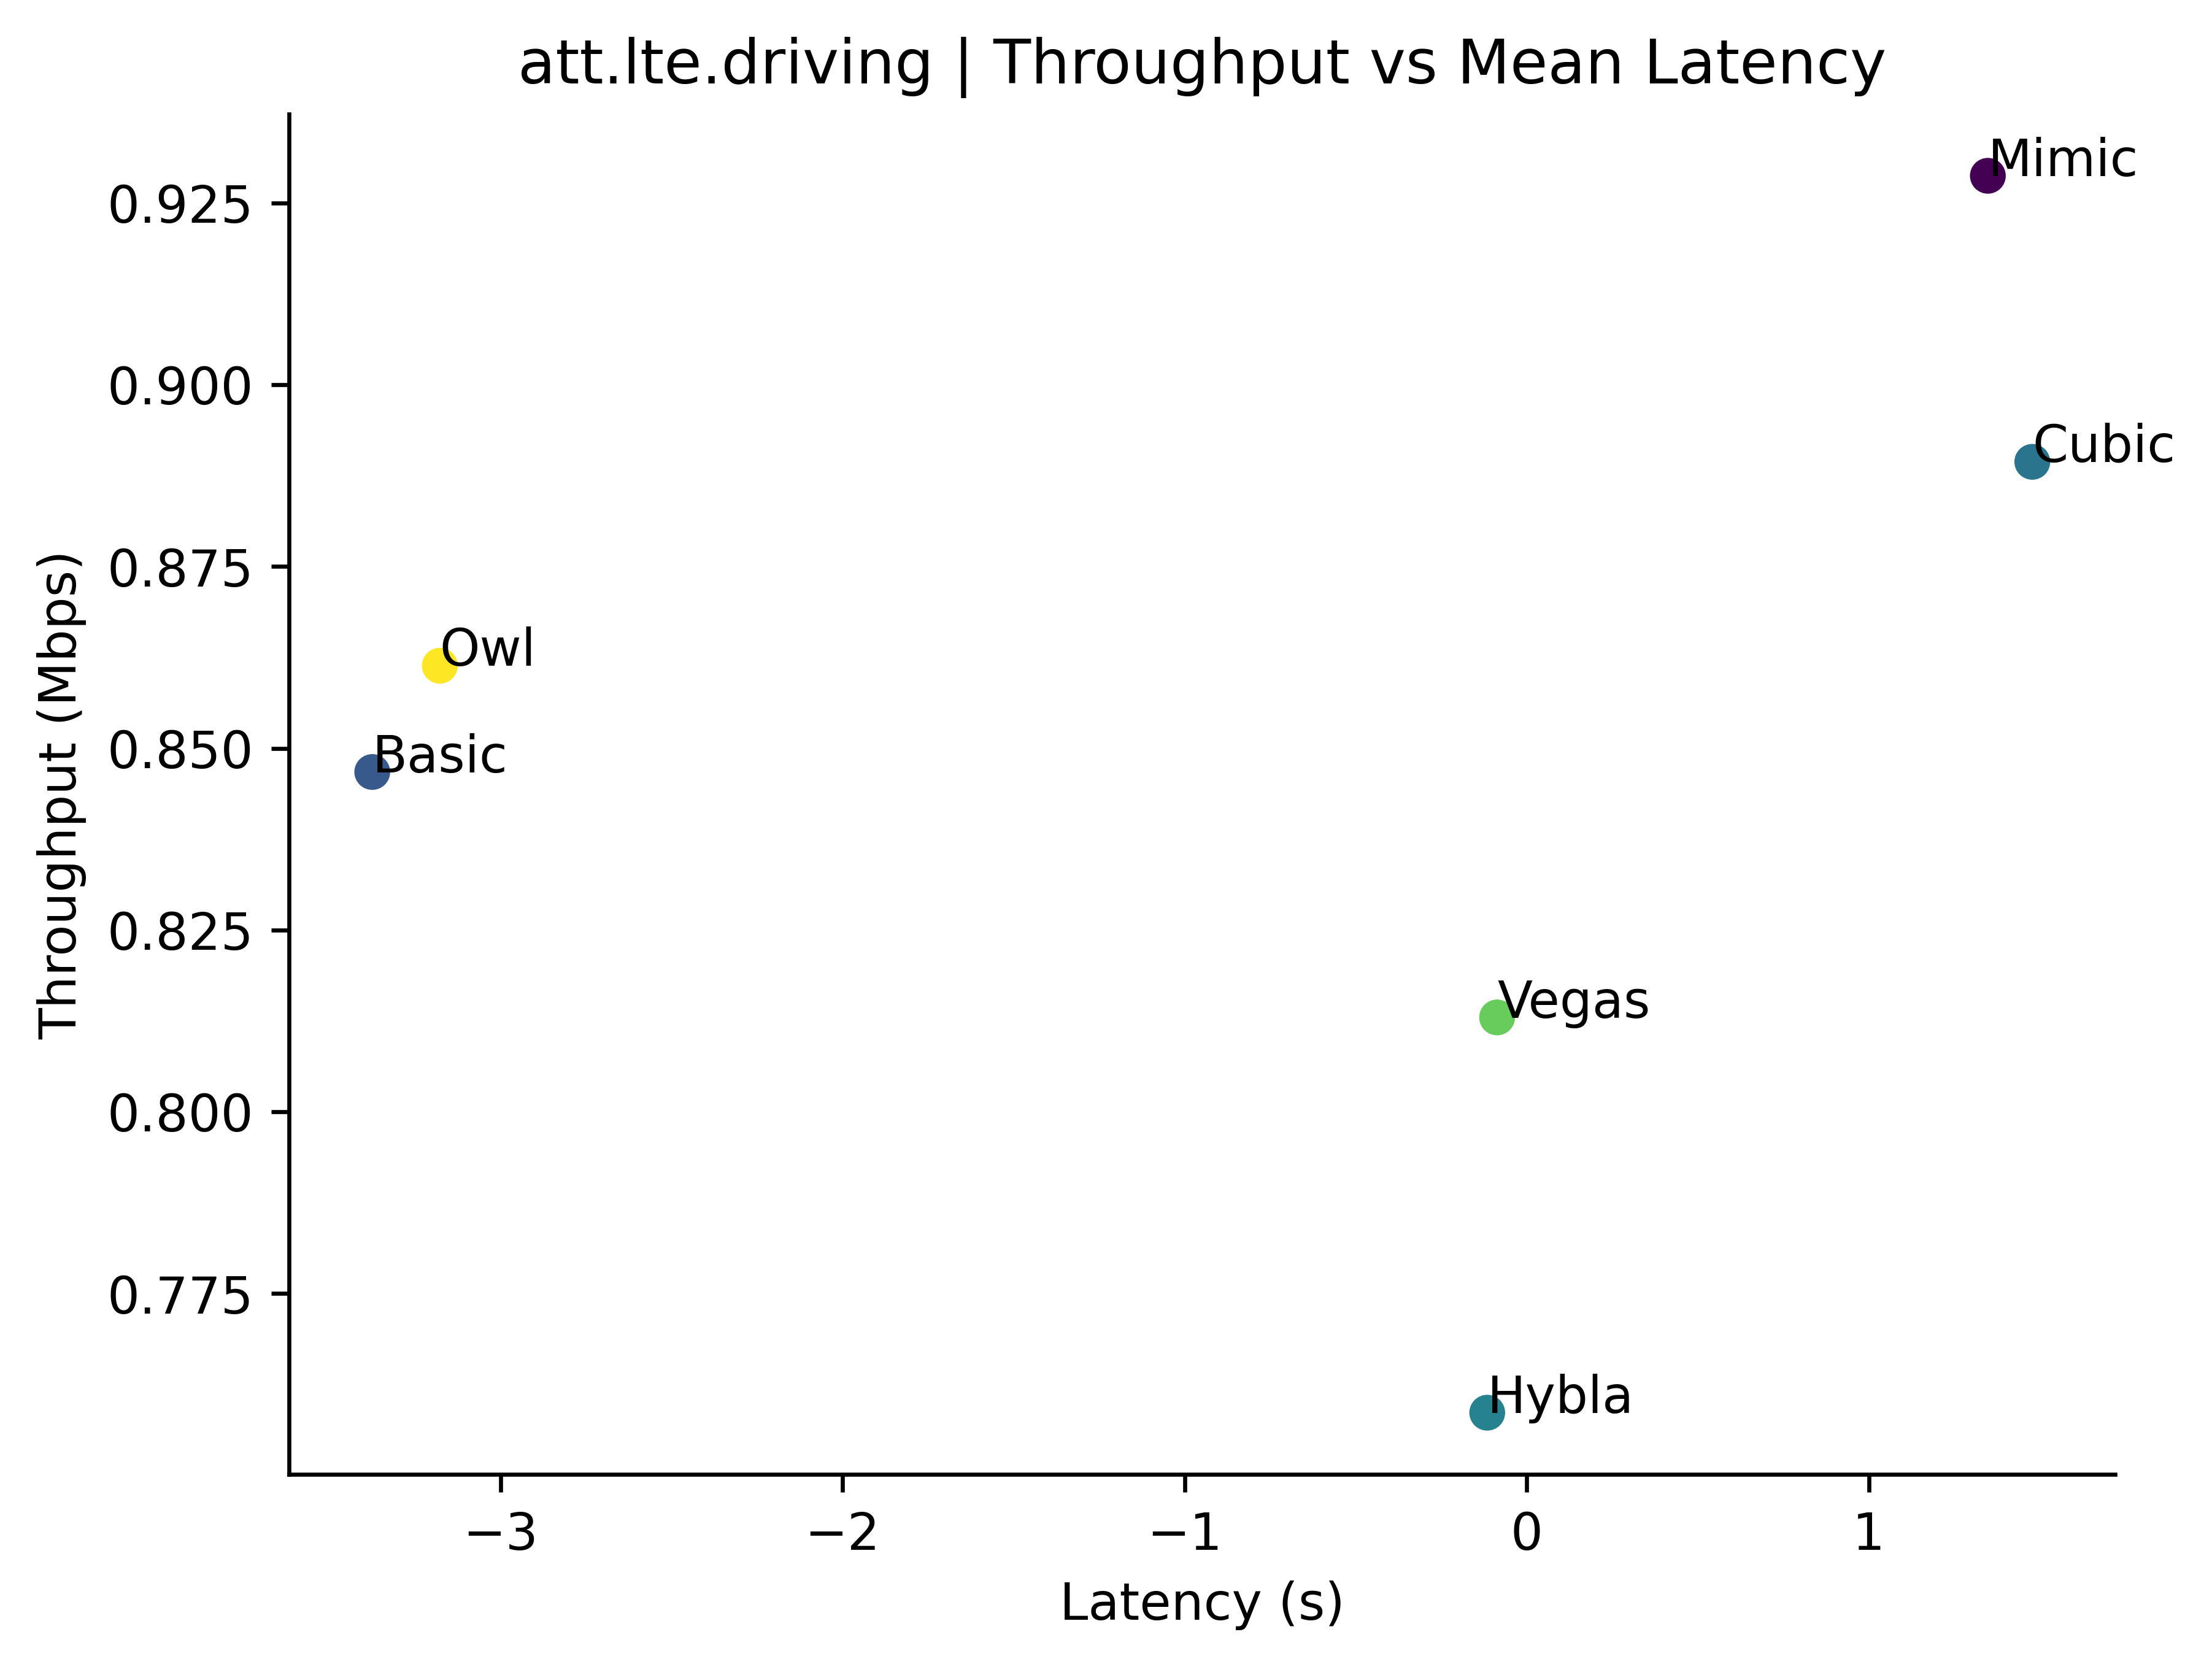 att.lte.driving | Throughput vs Mean Latency
Throughput (Mbps)
0.925
0.900
0.875
0.850
0.825
0.800
0.775
Mimic
Cubic
Owl
Basic
Vegas
Hybla
−3
−2
−1
0
1
Latency (s)